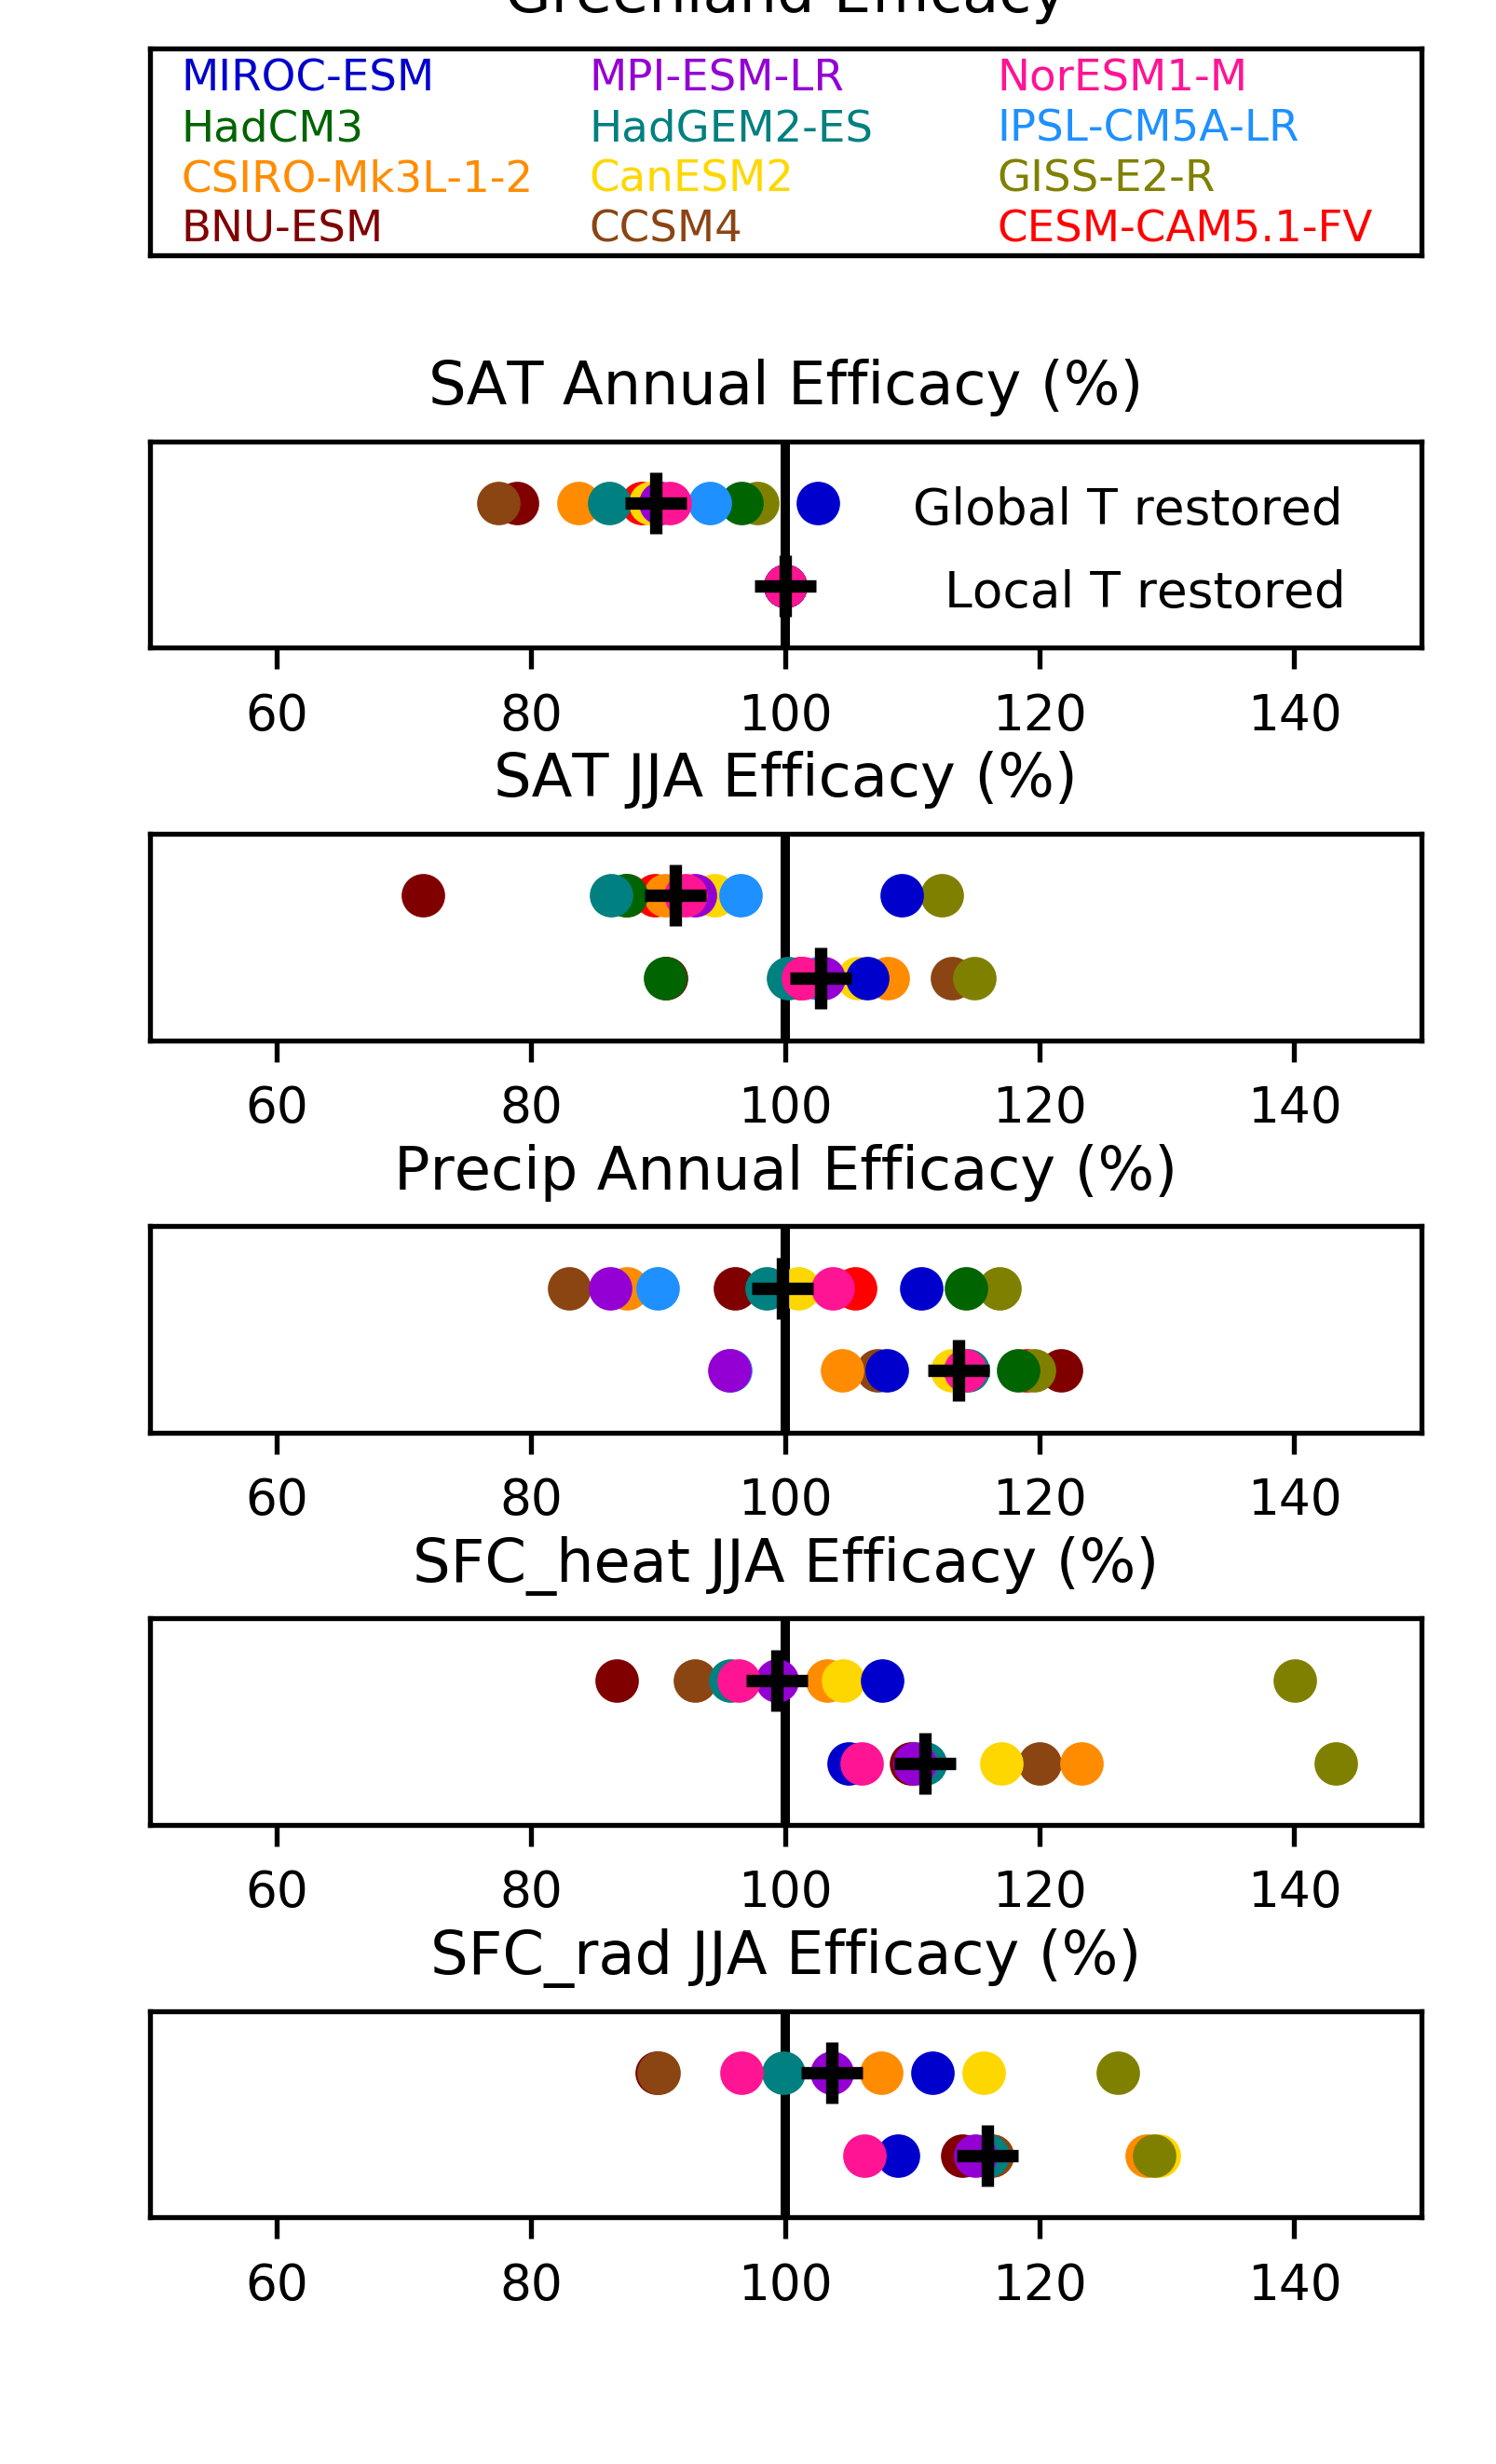 Greenland Efficacy
MIROC-ESM MPI-ESM-LR NorESM1-M
HadCM3 HadGEM2-ES IPSL-CM5A-LR
CSIRO-Mk3L-1-2 CanESM2 GISS-E2-R
BNU-ESM CCSM4 CESM-CAM5.1-FV
SAT Annual Efficacy (%)
Global T restored
Local T restored
60 80 100 120 140
SAT JJA Efficacy (%)
60 80 100 120 140
Precip Annual Efficacy (%)
60 80 100 120 140
SFC_heat JJA Efficacy (%)
60 80 100 120 140
SFC_rad JJA Efficacy (%)
60 80 100 120 140